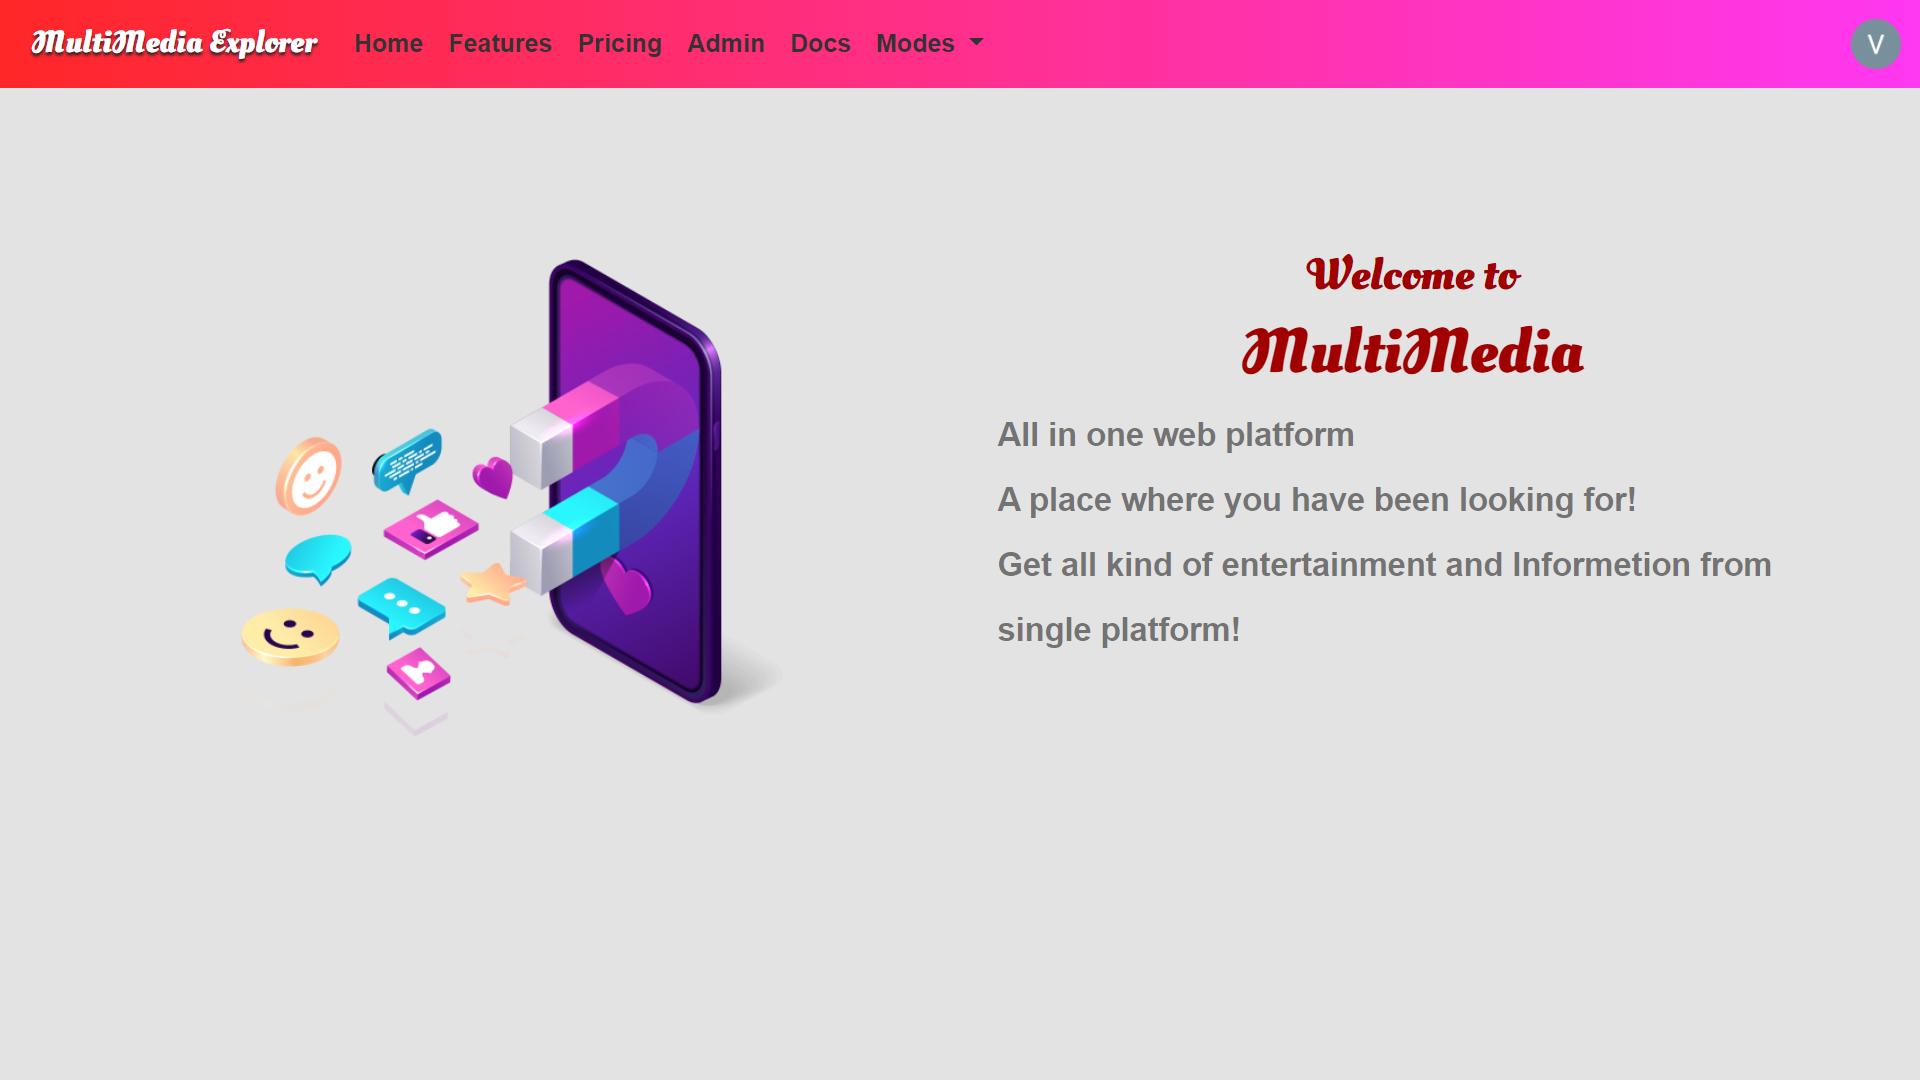 MultiMedia Explorer Home Features Pricing Admin Docs Modes V
Welcome to
MultiMedia
All in one web platform
A place where you have been looking for!
Get all kind of entertainment and Informetion from
single platform!